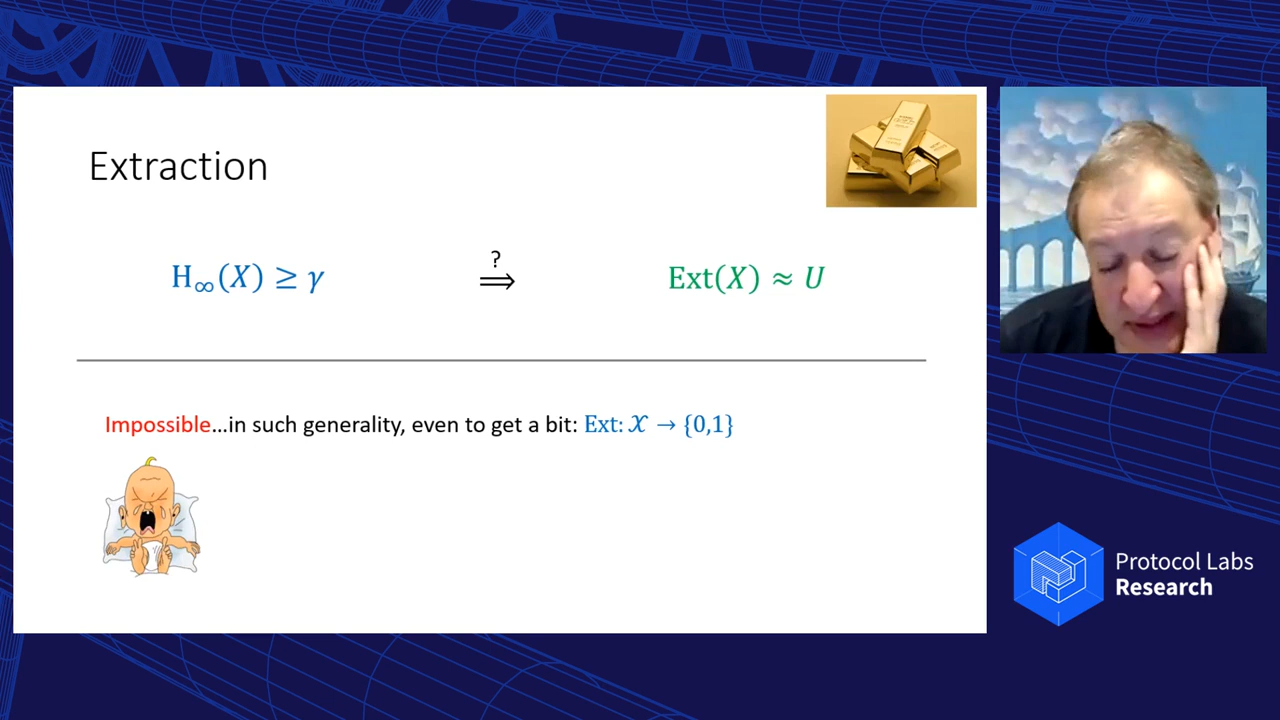 Extraction
H∞(X) ≥ γ
?
⟹
Ext(X) ≈ U
Impossible...in such generality, even to get a bit: Ext: 𝒳 → {0,1}
Protocol Labs
Research